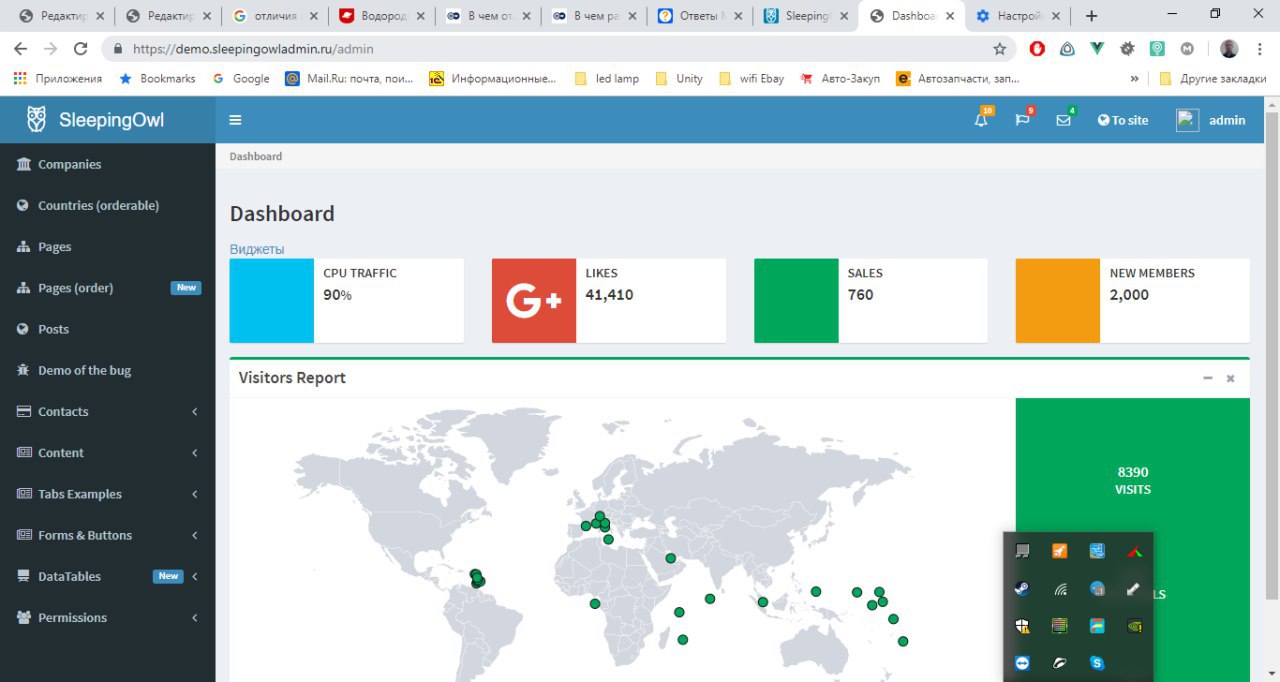 Редактир
Редактир
отличия
Водород
В чем от
В чем ра
Ответы
Sleeping
Dashboa
Настрой
https://demo.sleepingowladmin.ru/admin
Приложения
Bookmarks
Google
Mail.Ru: почта, пои...
Информационные...
led lamp
Unity
wifi Ebay
Авто-Закуп
Автозапчасти, зап...
»
Другие закладки
SleepingOwl
10
9
4
To site
admin
Companies
Countries (orderable)
Pages
Pages (order) New
Posts
Demo of the bug
Contacts
Content
Tabs Examples
Forms & Buttons
DataTables New
Permissions
Dashboard
Dashboard
Виджеты
CPU TRAFFIC
90%
G+
LIKES
41,410
SALES
760
NEW MEMBERS
2,000
Visitors Report
8390
VISITS
LS